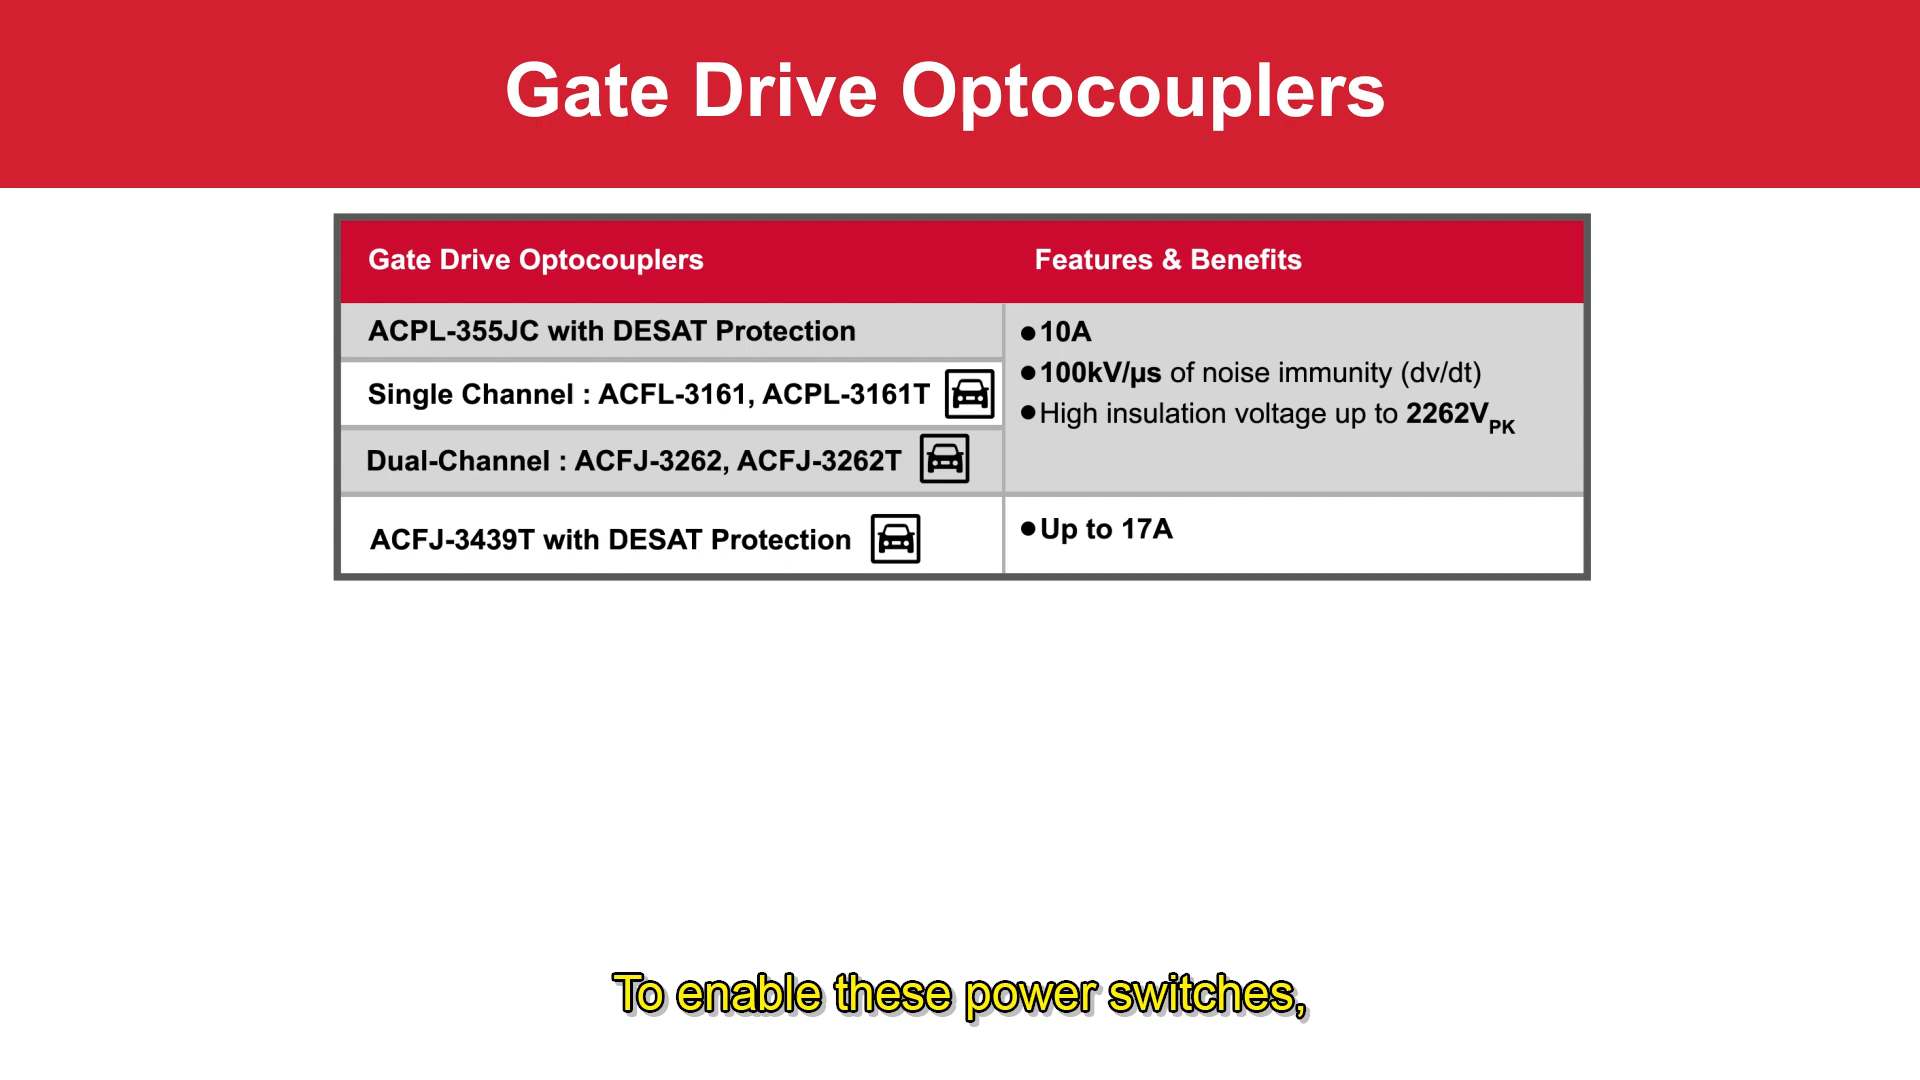 Gate Drive Optocouplers
Gate Drive Optocouplers
Features & Benefits
ACPL-355JC with DESAT Protection
Single Channel : ACFL-3161, ACPL-3161T
Dual-Channel : ACFJ-3262, ACFJ-3262T
●10A
●100kV/µs of noise immunity (dv/dt)
●High insulation voltage up to 2262VPK
ACFJ-3439T with DESAT Protection
●Up to 17A
To enable these power switches,